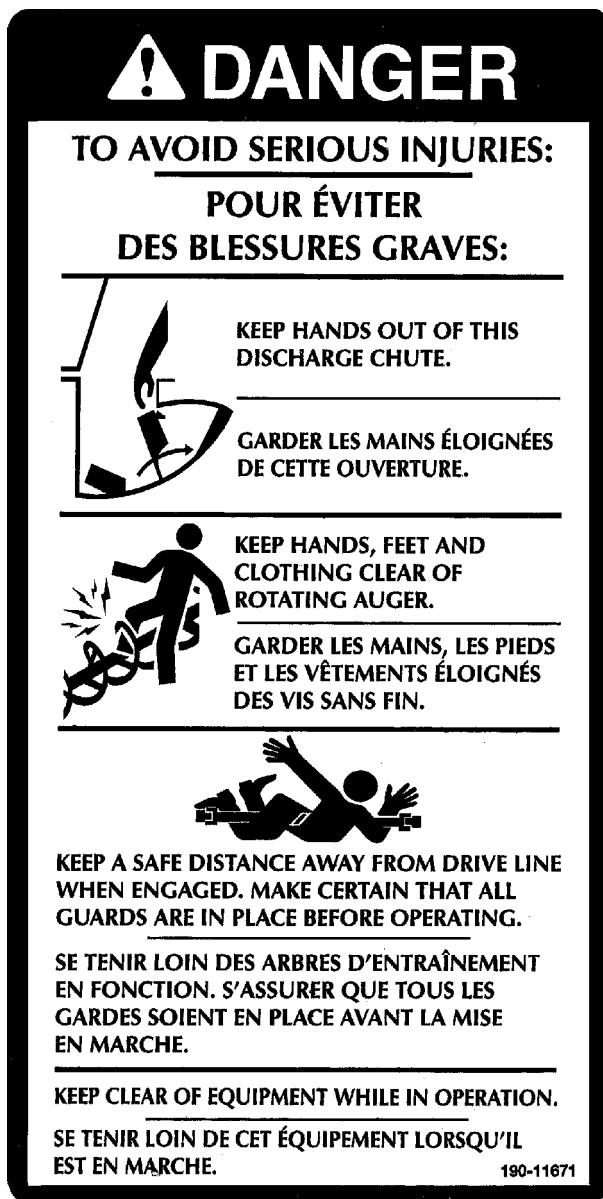 DANGER
TO AVOID SERIOUS INJURIES:
POUR ÉVITER
DES BLESSURES GRAVES:
KEEP HANDS OUT OF THIS
DISCHARGE CHUTE.
GARDER LES MAINS ÉLOIGNÉES
DE CETTE OUVERTURE.
KEEP HANDS, FEET AND
CLOTHING CLEAR OF
ROTATING AUGER.
GARDER LES MAINS, LES PIEDS
ET LES VÊTEMENTS ÉLOIGNÉS
DES VIS SANS FIN.
KEEP A SAFE DISTANCE AWAY FROM DRIVE LINE
WHEN ENGAGED. MAKE CERTAIN THAT ALL
GUARDS ARE IN PLACE BEFORE OPERATING.
SE TENIR LOIN DES ARBRES D'ENTRAÎNEMENT
EN FONCTION. S'ASSURER QUE TOUS LES
GARDES SOIENT EN PLACE AVANT LA MISE
EN MARCHE.
KEEP CLEAR OF EQUIPMENT WHILE IN OPERATION.
SE TENIR LOIN DE CET ÉQUIPEMENT LORSQU'IL
EST EN MARCHE.
190-11671